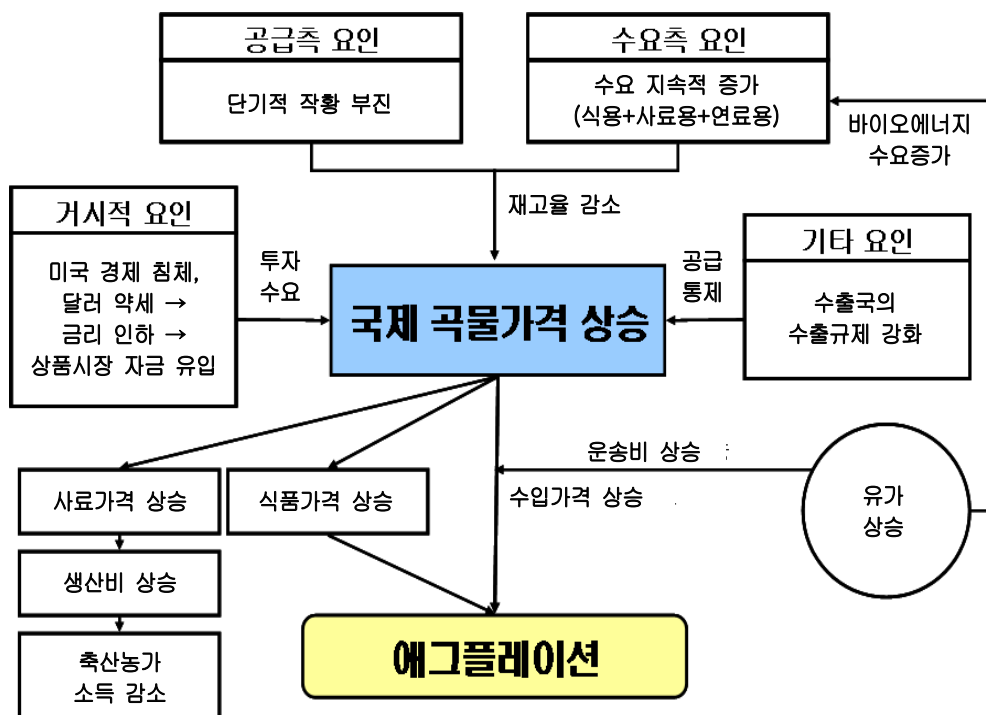 공급측 요인
단기적 작황 부진
수요측 요인
수요 지속적 증가
(식용+사료용+연료용)
바이오에너지
수요증가
재고율 감소
거시적 요인
미국 경제 침체,
달러 약세 →
금리 인하 →
상품시장 자금 유입
투자
수요
국제 곡물가격 상승
공급
통제
기타 요인
수출국의
수출규제 강화
운송비 상승
수입가격 상승
유가
상승
사료가격 상승
식품가격 상승
생산비 상승
축산농가
소득 감소
애그플레이션